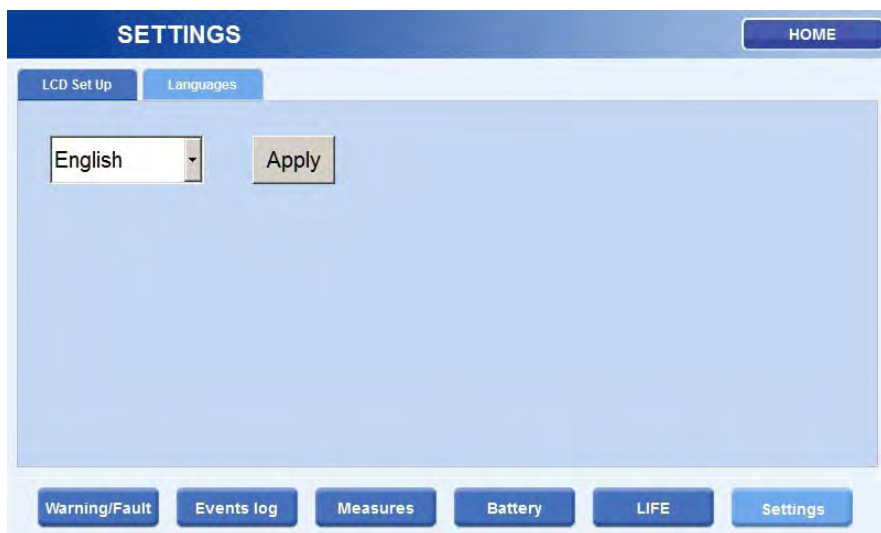 SETTINGS HOME
LCD Set Up Languages
English Apply
Warning/Fault Events log Measures Battery LIFE Settings